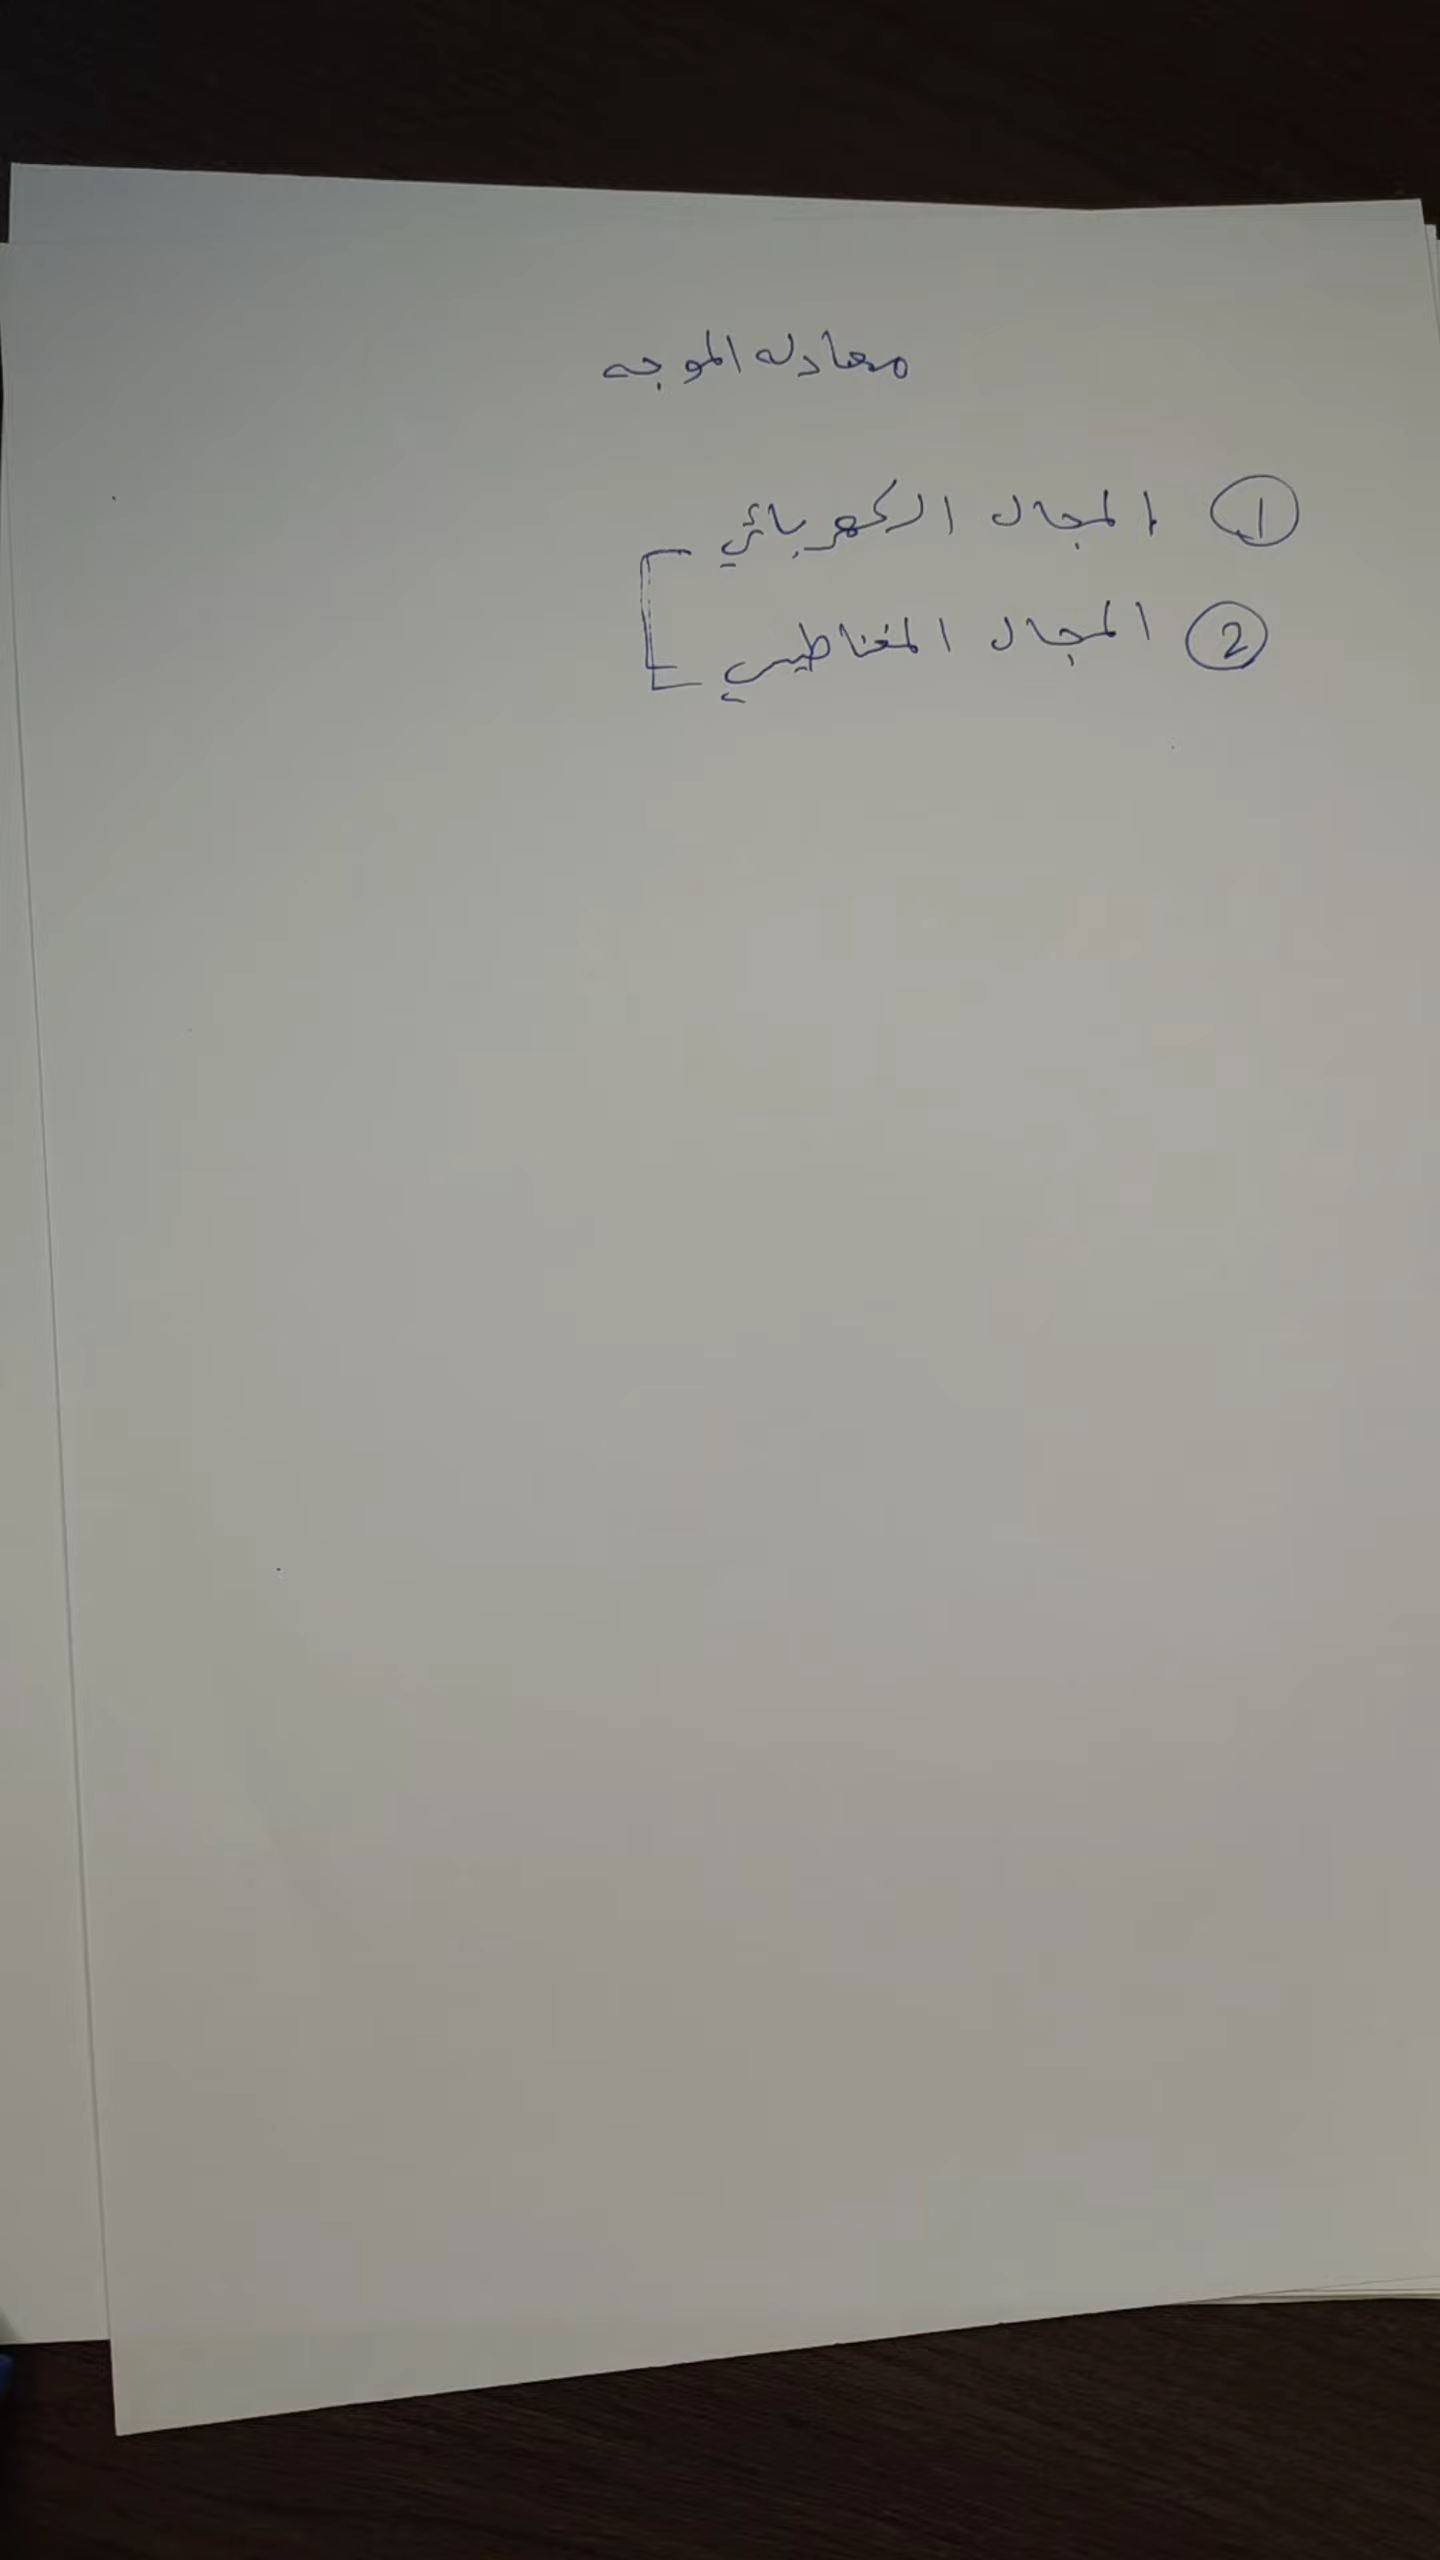 معادله الموجه
① المجال الكهربائي
② المجال المغناطيسي